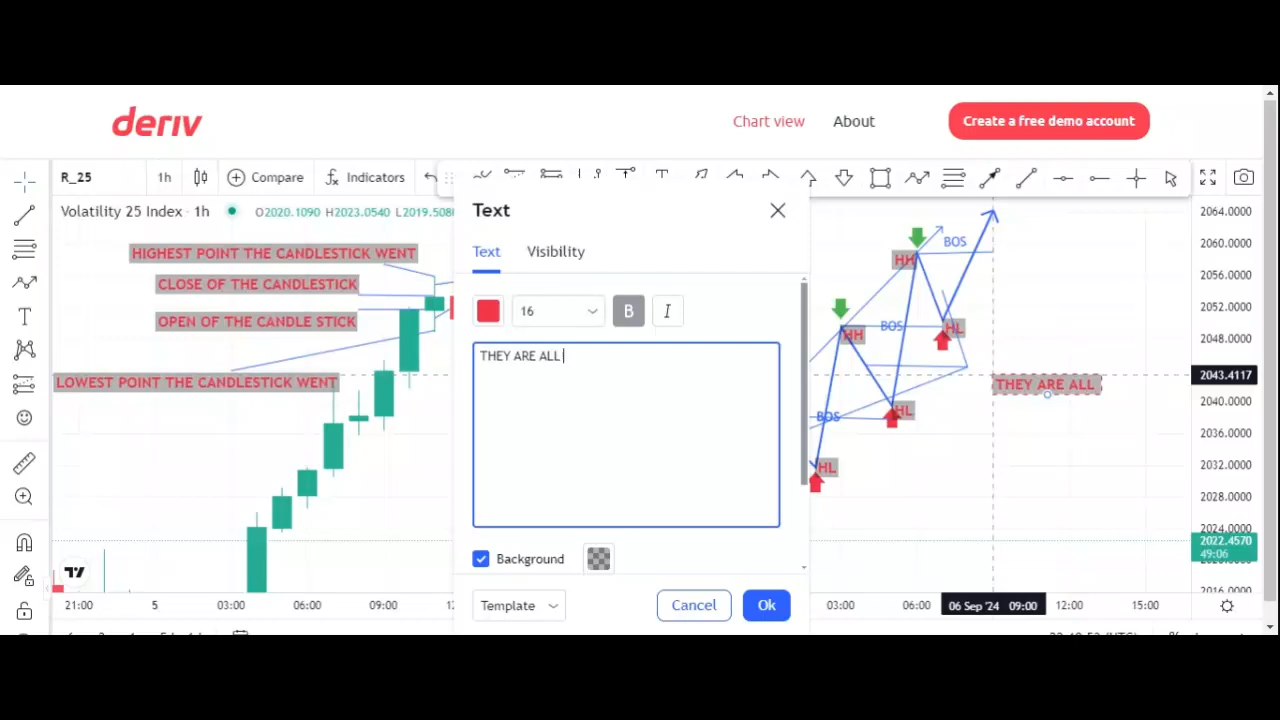 deriv
Chart view
About
Create a free demo account
R_25
1h
Compare
Indicators
Volatility 25 Index · 1h
O2020.1090 H2023.0540 L2019.508
HIGHEST POINT THE CANDLESTICK WENT
CLOSE OF THE CANDLESTICK
OPEN OF THE CANDLE STICK
LOWEST POINT THE CANDLESTICK WENT
Text
Text
Visibility
16
B
I
THEY ARE ALL
Background
Template
Cancel
Ok
BOS
HH
BOS
HL
HH
BOS
HL
HL
THEY ARE ALL
2064.0000
2060.0000
2056.0000
2052.0000
2048.0000
2043.4117
2040.0000
2036.0000
2032.0000
2028.0000
2024.0000
2022.4570
49:06
21:00
5
03:00
06:00
09:00
03:00
06:00
06 Sep '24 09:00
12:00
15:00